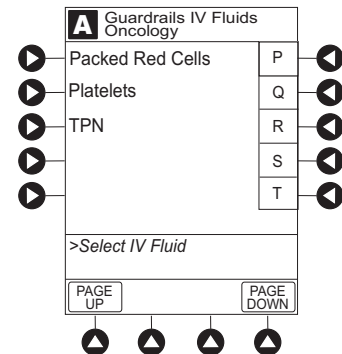 A Guardrails IV Fluids
Oncology
Packed Red Cells P
Platelets Q
TPN R
S
T
>Select IV Fluid
PAGE UP PAGE DOWN